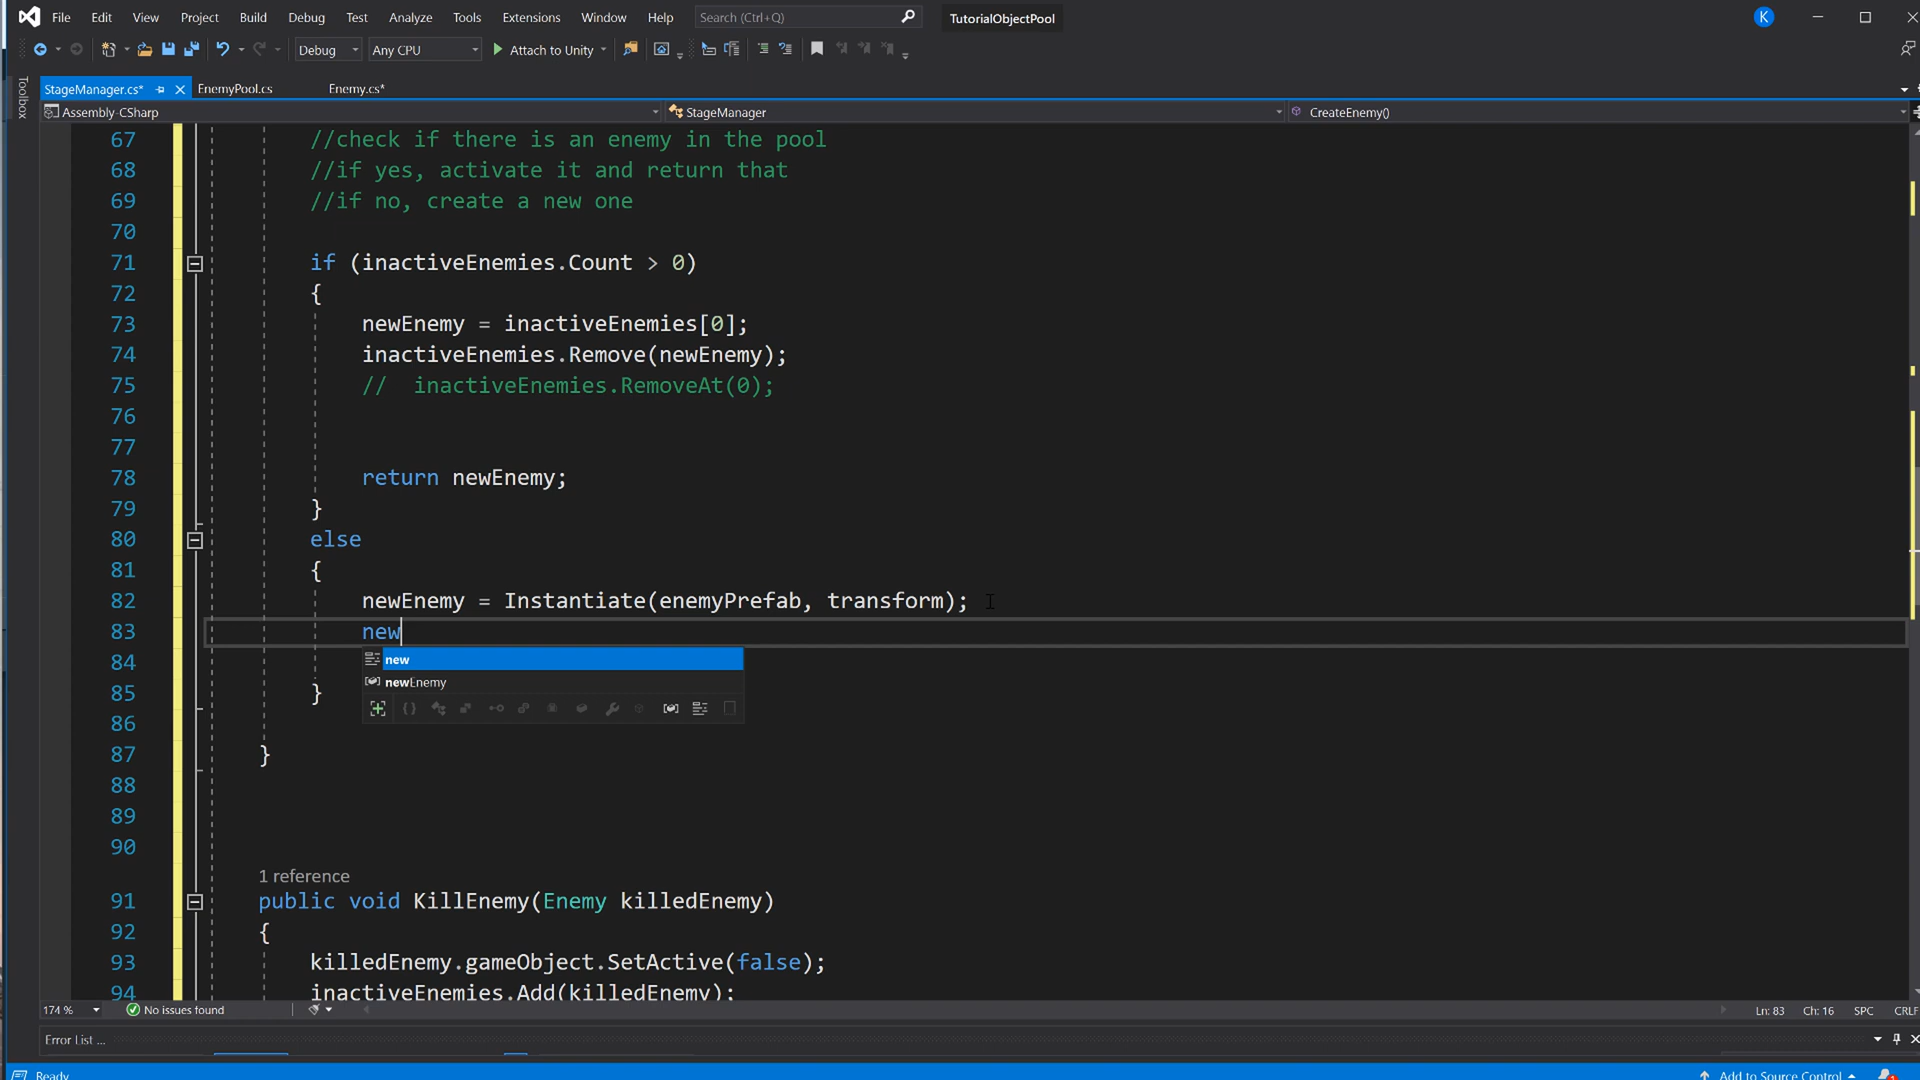 File Edit View Project Build Debug Test Analyze Tools Extensions Window Help Search (Ctrl+Q) TutorialObjectPool K
Debug Any CPU Attach to Unity
Toolbox
StageManager.cs* EnemyPool.cs Enemy.cs*
Assembly-CSharp StageManager CreateEnemy()
67 //check if there is an enemy in the pool
68 //if yes, activate it and return that
69 //if no, create a new one
70
71 if (inactiveEnemies.Count > 0)
72 {
73 newEnemy = inactiveEnemies[0];
74 inactiveEnemies.Remove(newEnemy);
75 // inactiveEnemies.RemoveAt(0);
76
77
78 return newEnemy;
79 }
80 else
81 {
82 newEnemy = Instantiate(enemyPrefab, transform);
83 new
new
84
newEnemy
85 }
86
87 }
88
89
90
1 reference
91 public void KillEnemy(Enemy killedEnemy)
92 {
93 killedEnemy.gameObject.SetActive(false);
94 inactiveEnemies.Add(killedEnemy);
174 % No issues found Ln: 83 Ch: 16 SPC CRLF
Error List ...
Ready Add to Source Control